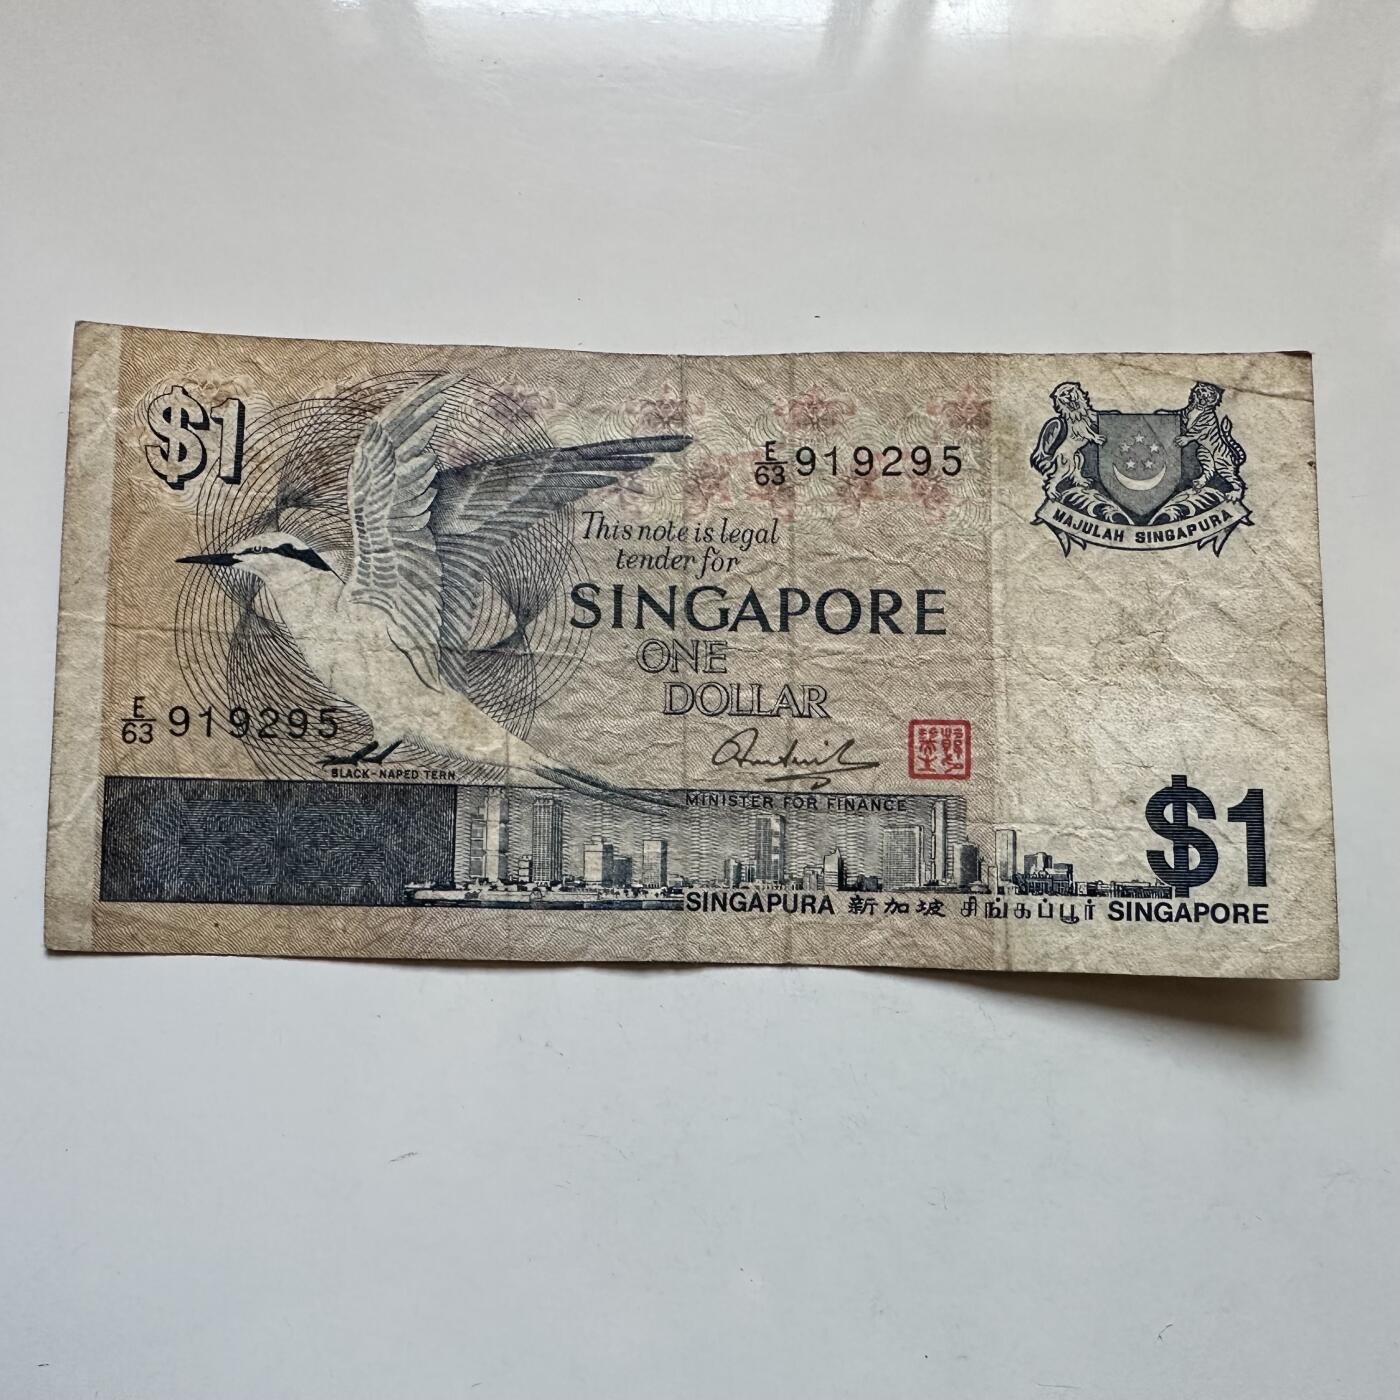 $1
E/63 919295
MAJULAH SINGAPURA
This note is legal
tender for
SINGAPORE
ONE
DOLLAR
E/63 919295
BLACK-NAPED TERN
MINISTER FOR FINANCE
$1
SINGAPURA 新加坡 சிங்கப்பூர் SINGAPORE